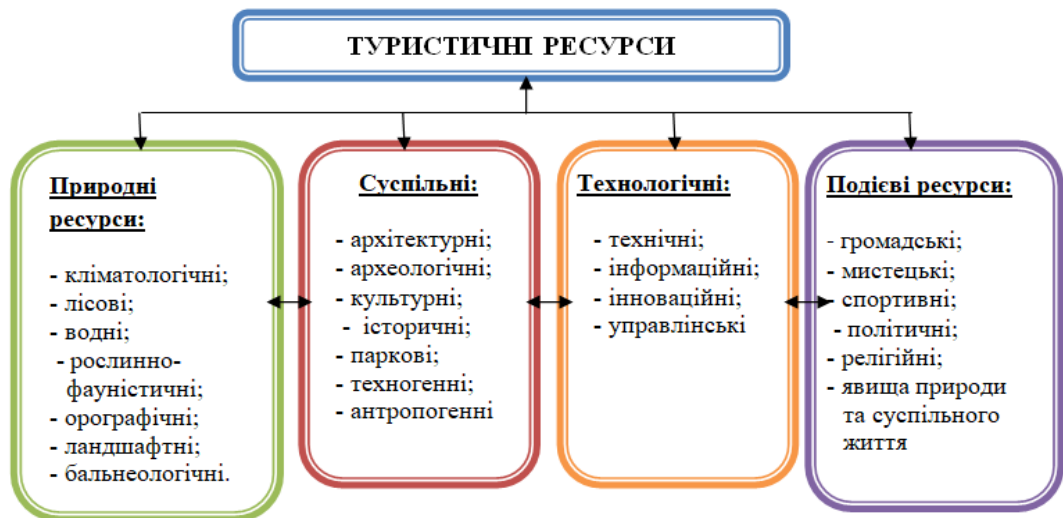 ТУРИСТИЧНІ РЕСУРСИ
Природні
ресурси:
- кліматологічні;
- лісові;
- водні;
- рослинно-
фауністичні;
- орографічні;
- ландшафтні;
- бальнеологічні.
Суспільні:
- архітектурні;
- археологічні;
- культурні;
- історичні;
- паркові;
- техногенні;
- антропогенні
Технологічні:
- технічні;
- інформаційні;
- інноваційні;
- управлінські
Подієві ресурси:
- громадські;
- мистецькі;
- спортивні;
- політичні;
- релігійні;
- явища природи
та суспільного
життя